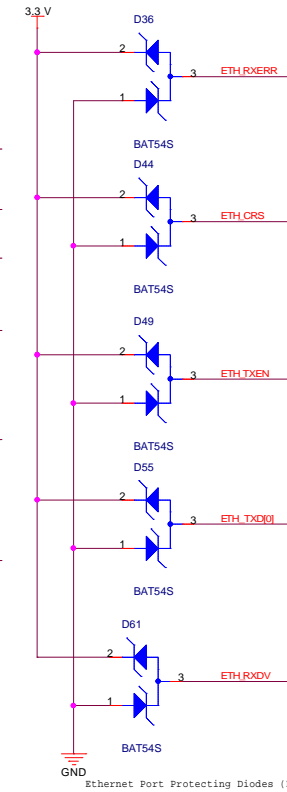 3.3 V
D36
2
3
ETH_RXERR
1
BAT54S
D44
2
3
ETH_CRS
1
BAT54S
D49
2
3
ETH_TXEN
1
BAT54S
D55
2
3
ETH_TXD[0]
1
BAT54S
D61
2
3
ETH_RXDV
1
BAT54S
GND
Ethernet Port Protecting Diodes (